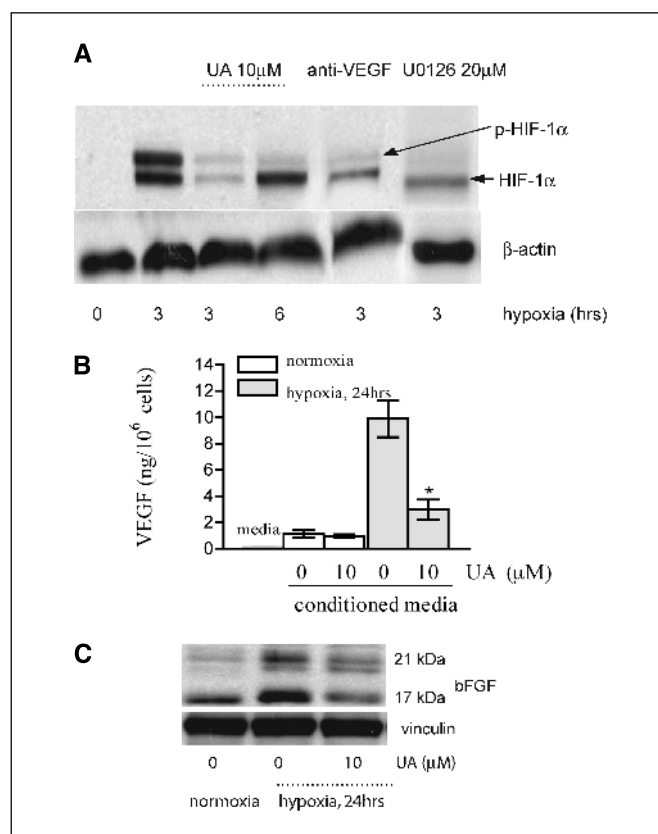 A
UA 10μM anti-VEGF U0126 20μM
p-HIF-1α
HIF-1α
β-actin
0 3 3 6 3 3 hypoxia (hrs)
B
14
12
10
8
6
4
2
0
VEGF (ng/10⁶ cells)
normoxia
hypoxia, 24hrs
*
media
0 10 0 10 UA (μM)
conditioned media
C
21 kDa
bFGF
17 kDa
vinculin
0 0 10 UA (μM)
normoxia hypoxia, 24hrs